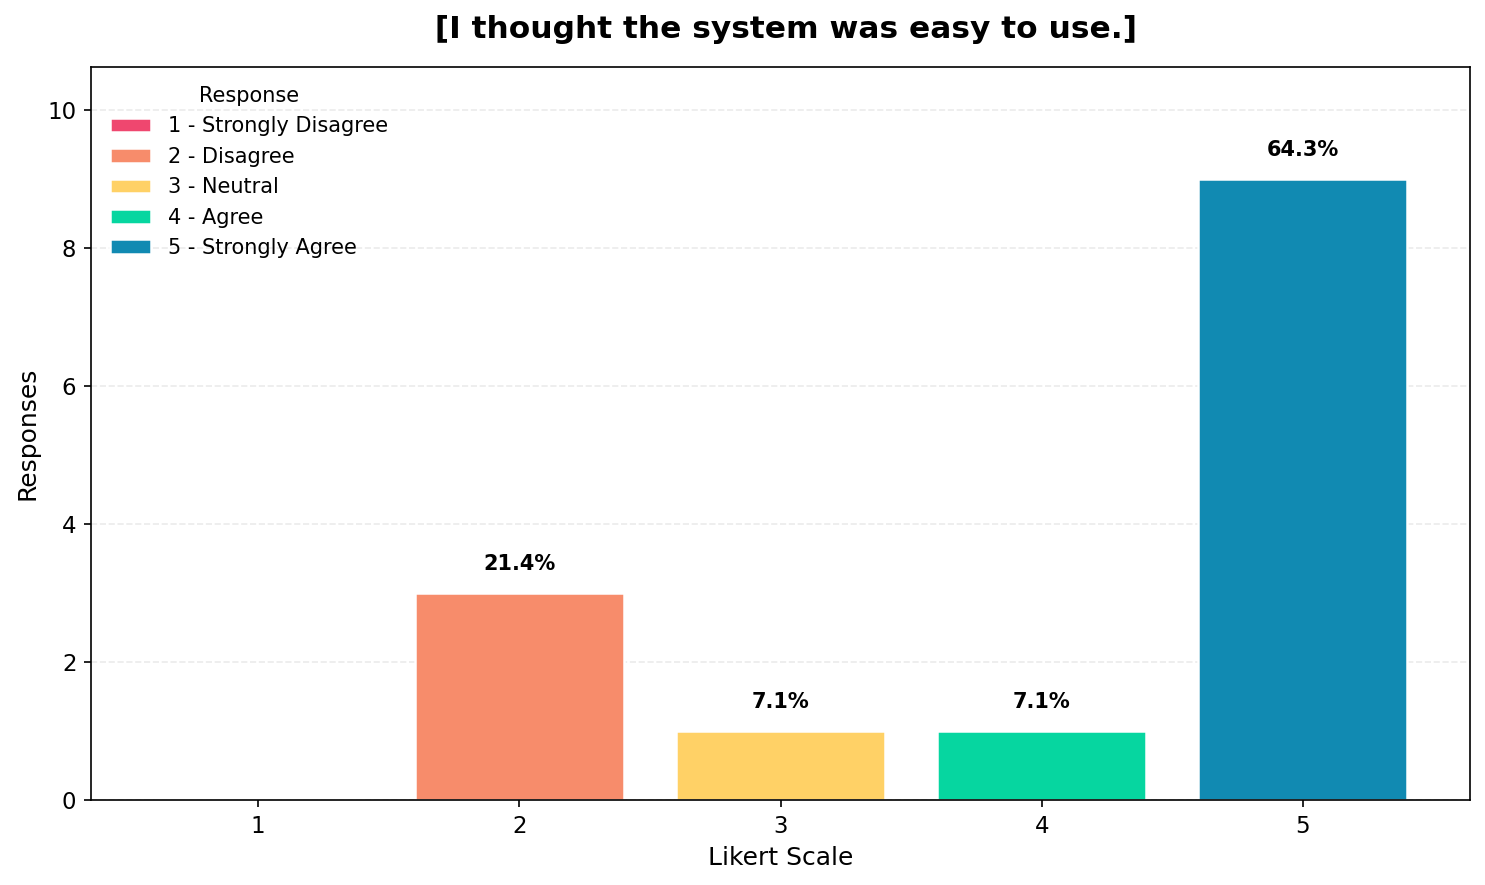 [I thought the system was easy to use.]
Response
1 - Strongly Disagree
2 - Disagree
3 - Neutral
4 - Agree
5 - Strongly Agree
10
8
6
4
2
0
Responses
21.4%
7.1%
7.1%
64.3%
1 2 3 4 5
Likert Scale